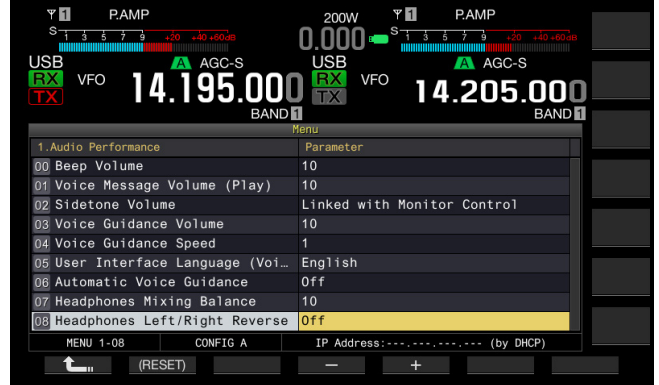 1 P.AMP 200W 1 P.AMP
S 1 3 5 7 9 +20 +40 +60dB 0.000 S 1 3 5 7 9 +20 +40 +60dB
USB A AGC-S USB A AGC-S
RX VFO 14.195.000 RX VFO 14.205.000
TX TX
BAND 1 BAND 1
Menu
1.Audio Performance Parameter
00 Beep Volume 10
01 Voice Message Volume (Play) 10
02 Sidetone Volume Linked with Monitor Control
03 Voice Guidance Volume 10
04 Voice Guidance Speed 1
05 User Interface Language (Voi… English
06 Automatic Voice Guidance Off
07 Headphones Mixing Balance 10
08 Headphones Left/Right Reverse Off
MENU 1-08 CONFIG A IP Address:---.---.---.--- (by DHCP)
(RESET) − +